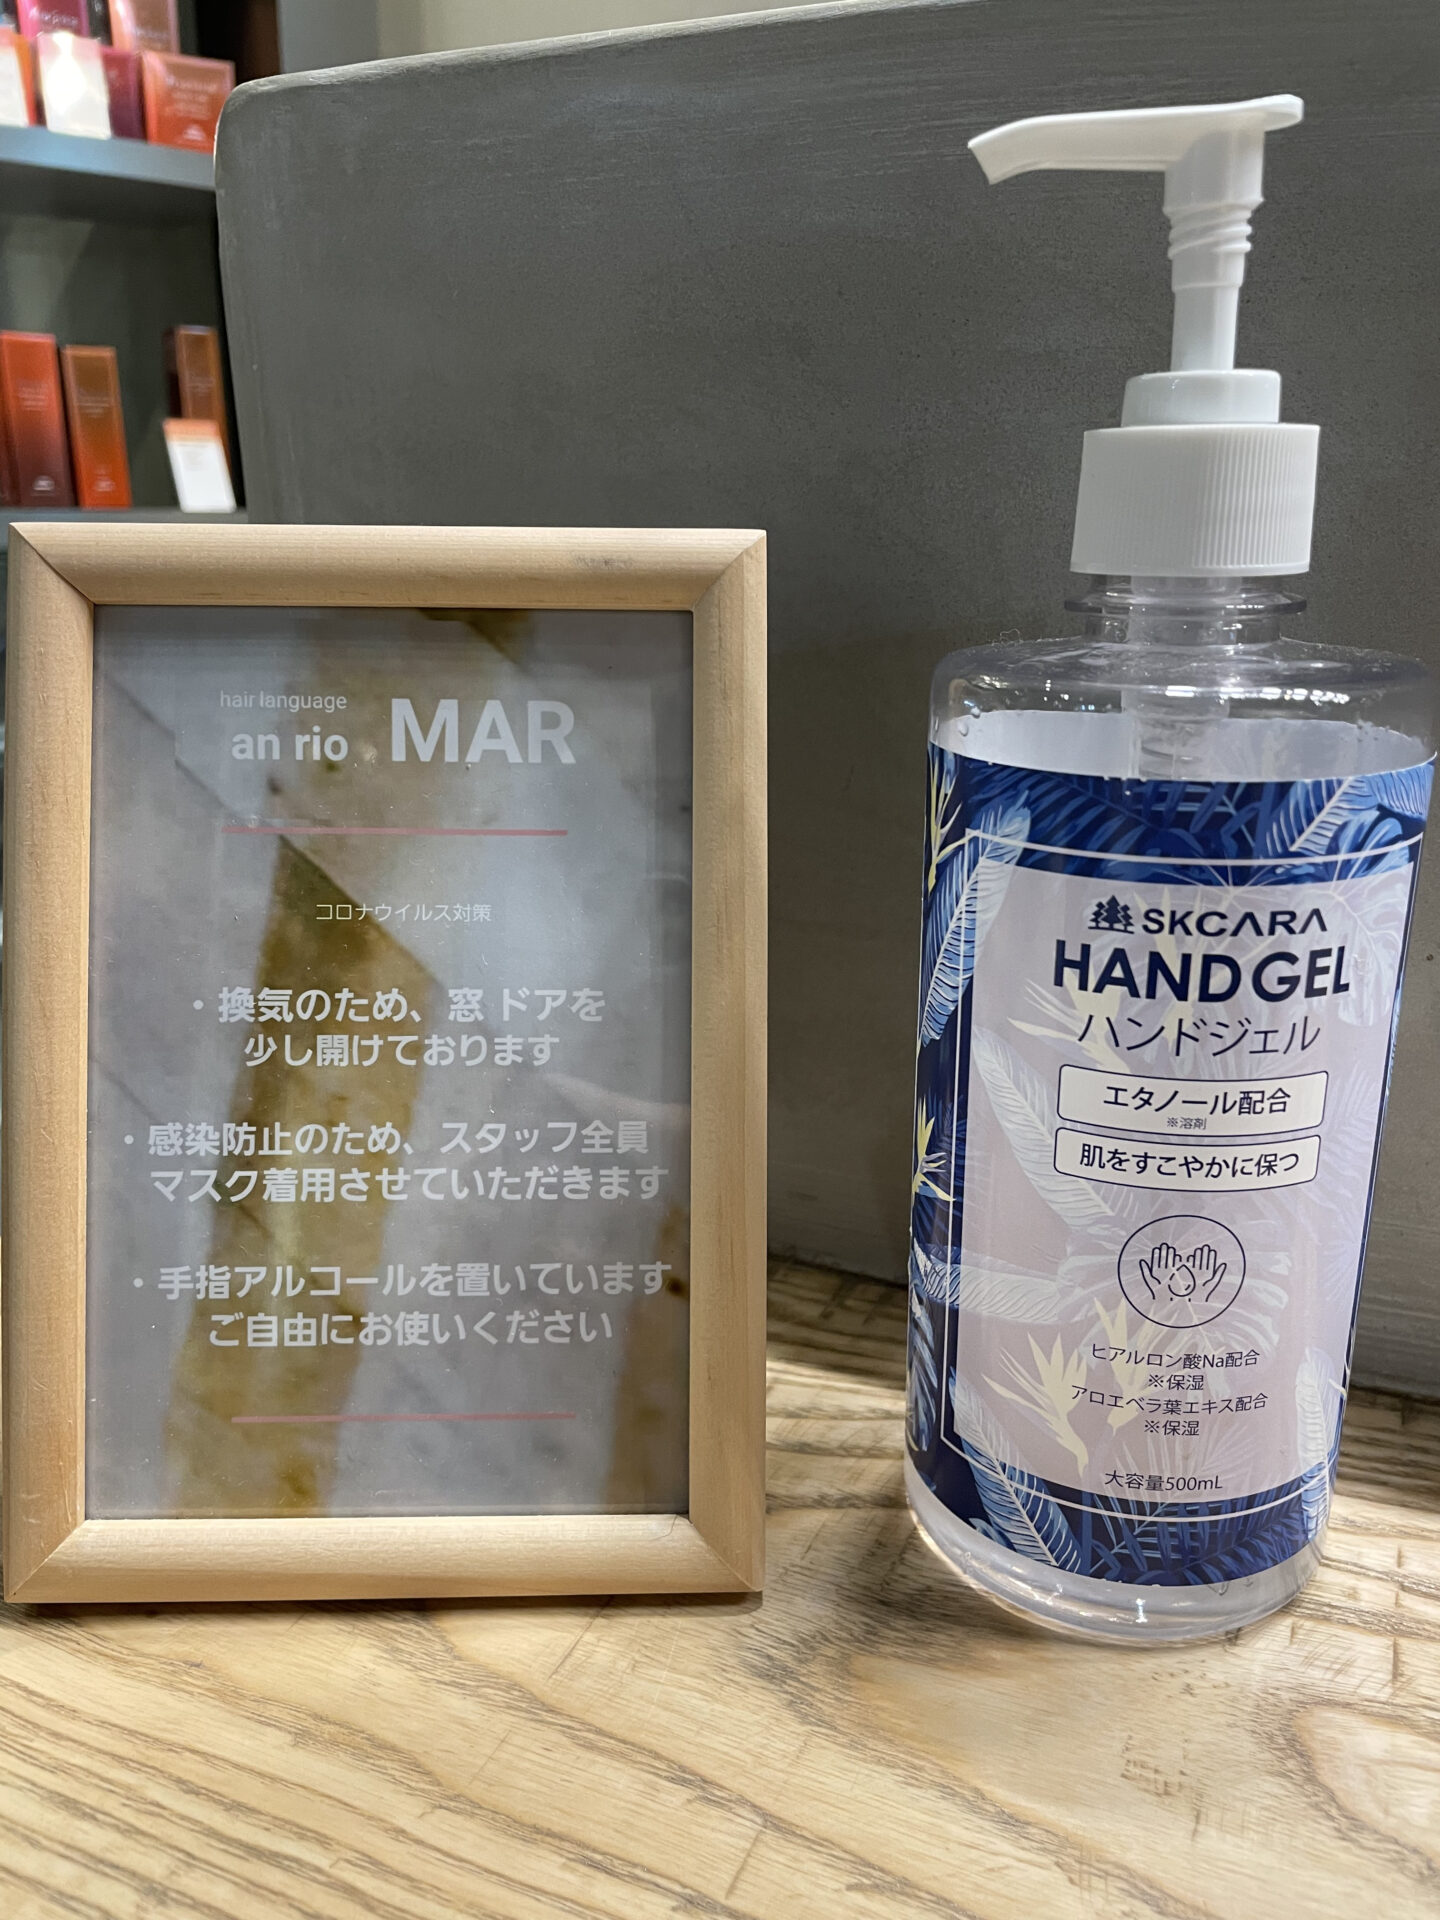 hair language
an rio MAR
コロナウイルス対策
・換気のため、窓 ドアを
少し開けております
・感染防止のため、スタッフ全員
マスク着用させていただきます
・手指アルコールを置いています
ご自由にお使いください
SKCARA
HAND GEL
ハンドジェル
エタノール配合
※溶剤
肌をすこやかに保つ
ヒアルロン酸Na配合
※保湿
アロエベラ葉エキス配合
※保湿
大容量500mL